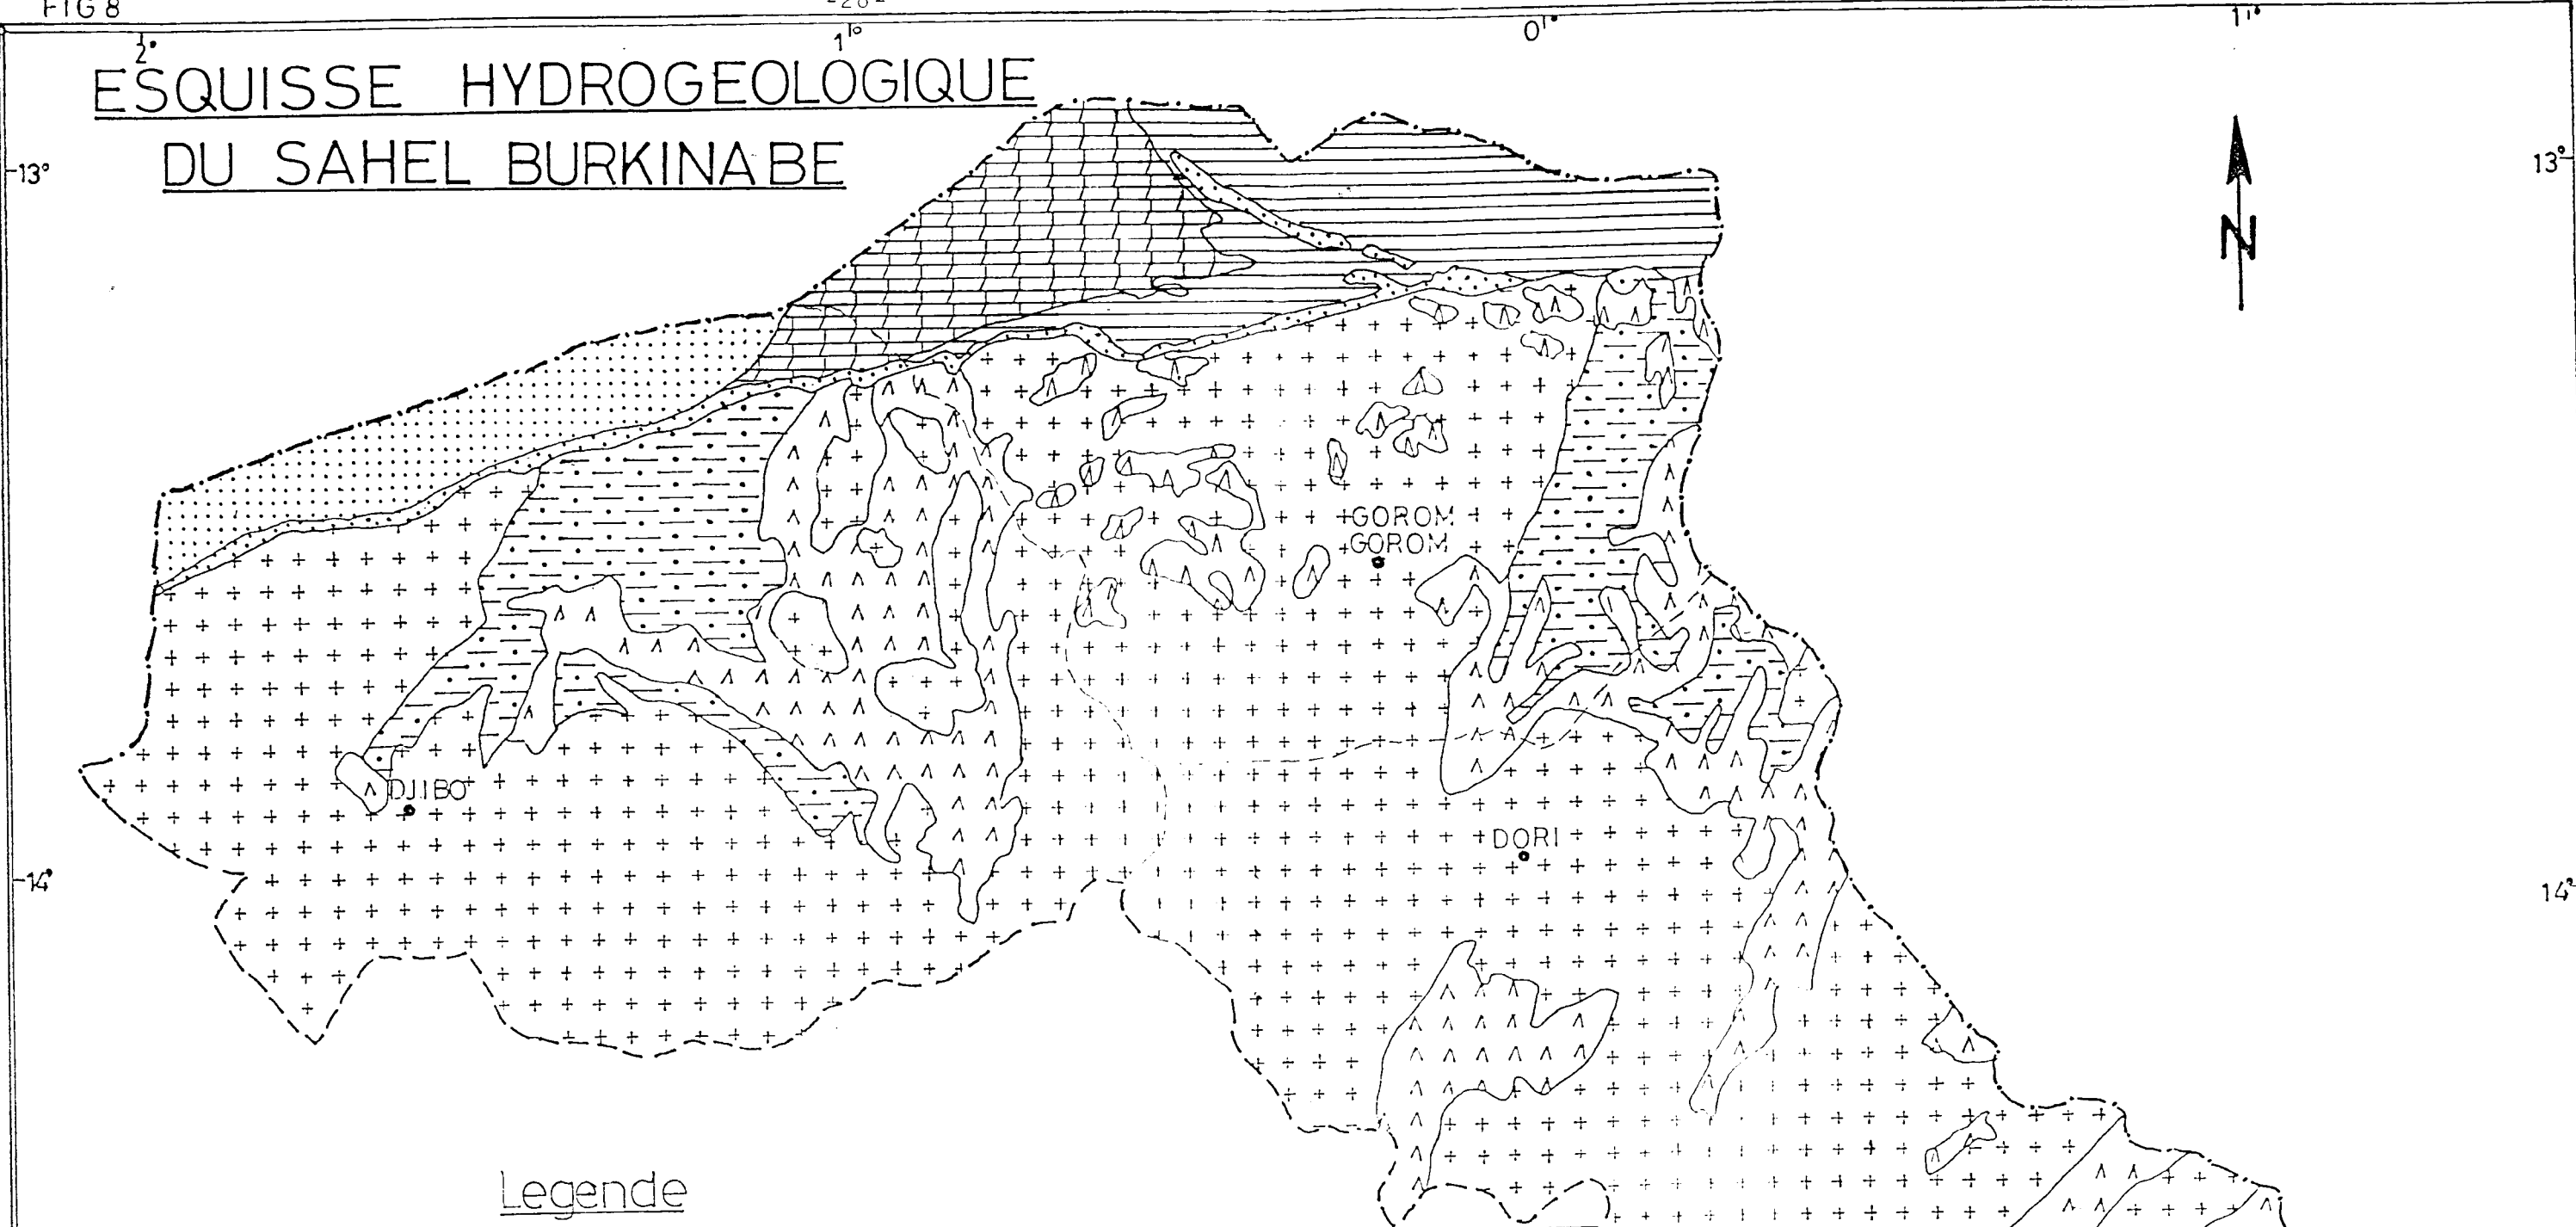 FIG 8
-28-
2° 1° 0° 1°
ESQUISSE HYDROGEOLOGIQUE
DU SAHEL BURKINABE
13° 13°
N
GOROM
GOROM
DJIBO
DORI
14° 14°
Legende